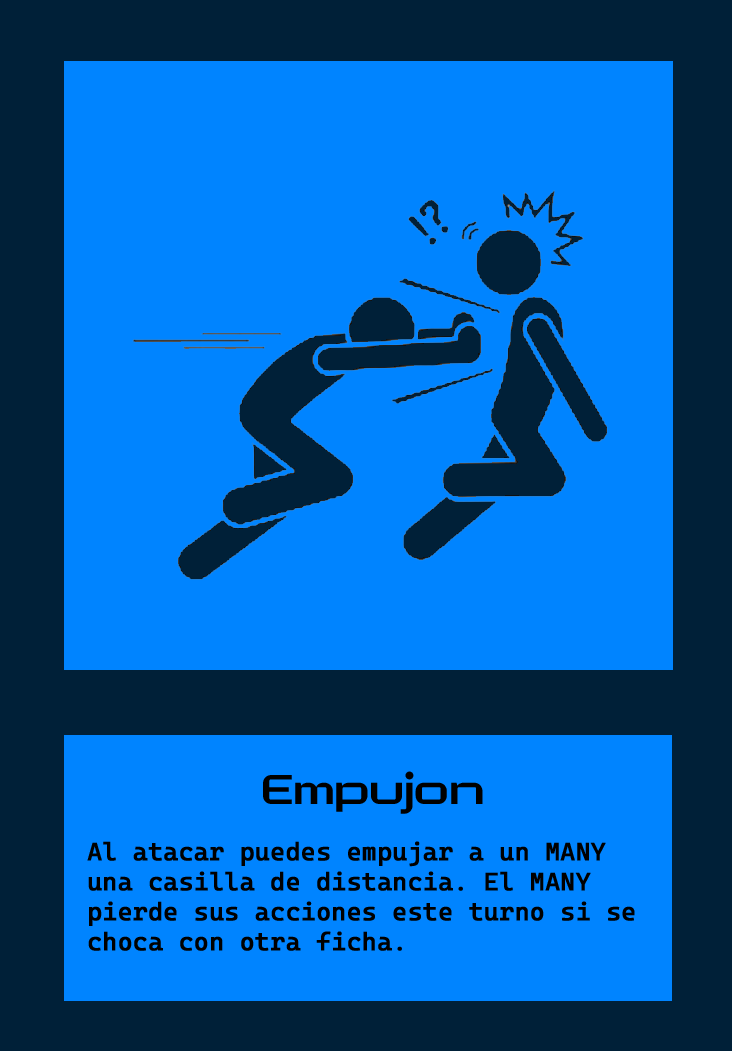 !?
Empujon
Al atacar puedes empujar a un MANY
una casilla de distancia. El MANY
pierde sus acciones este turno si se
choca con otra ficha.